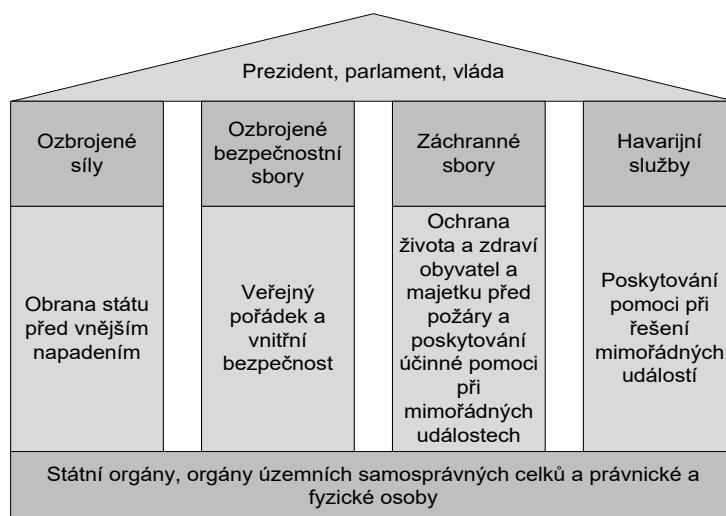 Prezident, parlament, vláda
Ozbrojené
síly
Ozbrojené
bezpečnostní
sbory
Záchranné
sbory
Havarijní
služby
Obrana státu
před vnějším
napadením
Veřejný
pořádek a
vnitřní
bezpečnost
Ochrana
života a zdraví
obyvatel a
majetku před
požáry a
poskytování
účinné pomoci
při
mimořádných
událostech
Poskytování
pomoci při
řešení
mimořádných
událostí
Státní orgány, orgány územních samosprávných celků a právnické a
fyzické osoby